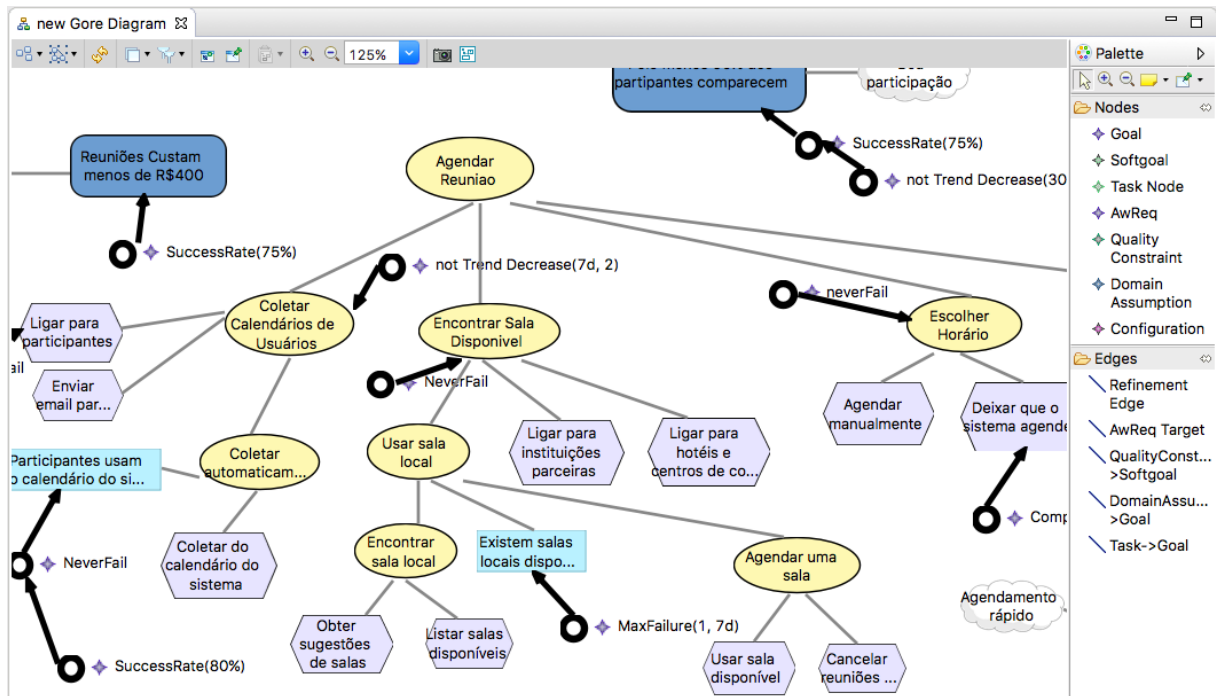 new Gore Diagram
125%
Palette
Nodes
Goal
Softgoal
Task Node
AwReq
Quality
Constraint
Domain
Assumption
Configuration
Edges
Refinement
Edge
AwReq Target
QualityConst...
>Softgoal
DomainAssu...
>Goal
Task->Goal
partipantes comparecem
participação
SuccessRate(75%)
not Trend Decrease(30
Reuniões Custam
menos de R$400
SuccessRate(75%)
Agendar
Reuniao
not Trend Decrease(7d, 2)
neverFail
Coletar
Calendários de
Usuários
Encontrar Sala
Disponivel
Escolher
Horário
Ligar para
participantes
ail
NeverFail
Enviar
email par...
Agendar
manualmente
Deixar que o
sistema agende
Usar sala
local
Ligar para
instituições
parceiras
Ligar para
hotéis e
centros de co...
Participantes usam
o calendário do si...
Coletar
automaticam...
Comp
NeverFail
Coletar do
calendário do
sistema
Encontrar
sala local
Existem salas
locais dispo...
Agendar uma
sala
Agendamento
rápido
MaxFailure(1, 7d)
Obter
sugestões
de salas
Listar salas
disponíveis
Usar sala
disponível
Cancelar
reuniões ...
SuccessRate(80%)